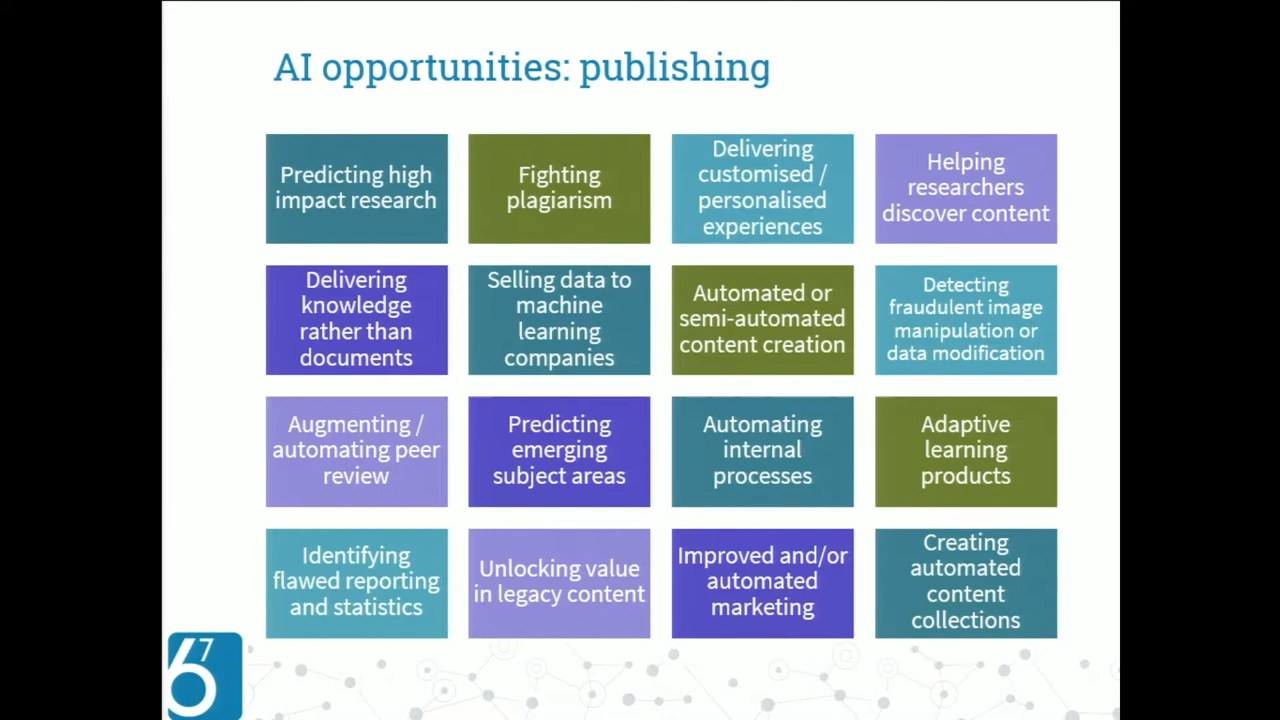 AI opportunities: publishing
Predicting high
impact research
Fighting
plagiarism
Delivering
customised /
personalised
experiences
Helping
researchers
discover content
Delivering
knowledge
rather than
documents
Selling data to
machine
learning
companies
Automated or
semi-automated
content creation
Detecting
fraudulent image
manipulation or
data modification
Augmenting /
automating peer
review
Predicting
emerging
subject areas
Automating
internal
processes
Adaptive
learning
products
Identifying
flawed reporting
and statistics
Unlocking value
in legacy content
Improved and/or
automated
marketing
Creating
automated
content
collections
67